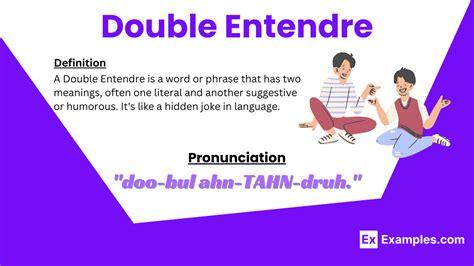 Double Entendre
Definition
A Double Entendre is a word or phrase that has two
meanings, often one literal and another suggestive
or humorous. It's like a hidden joke in language.
Pronunciation
"doo-bul ahn-TAHN-druh."
Ex Examples.com